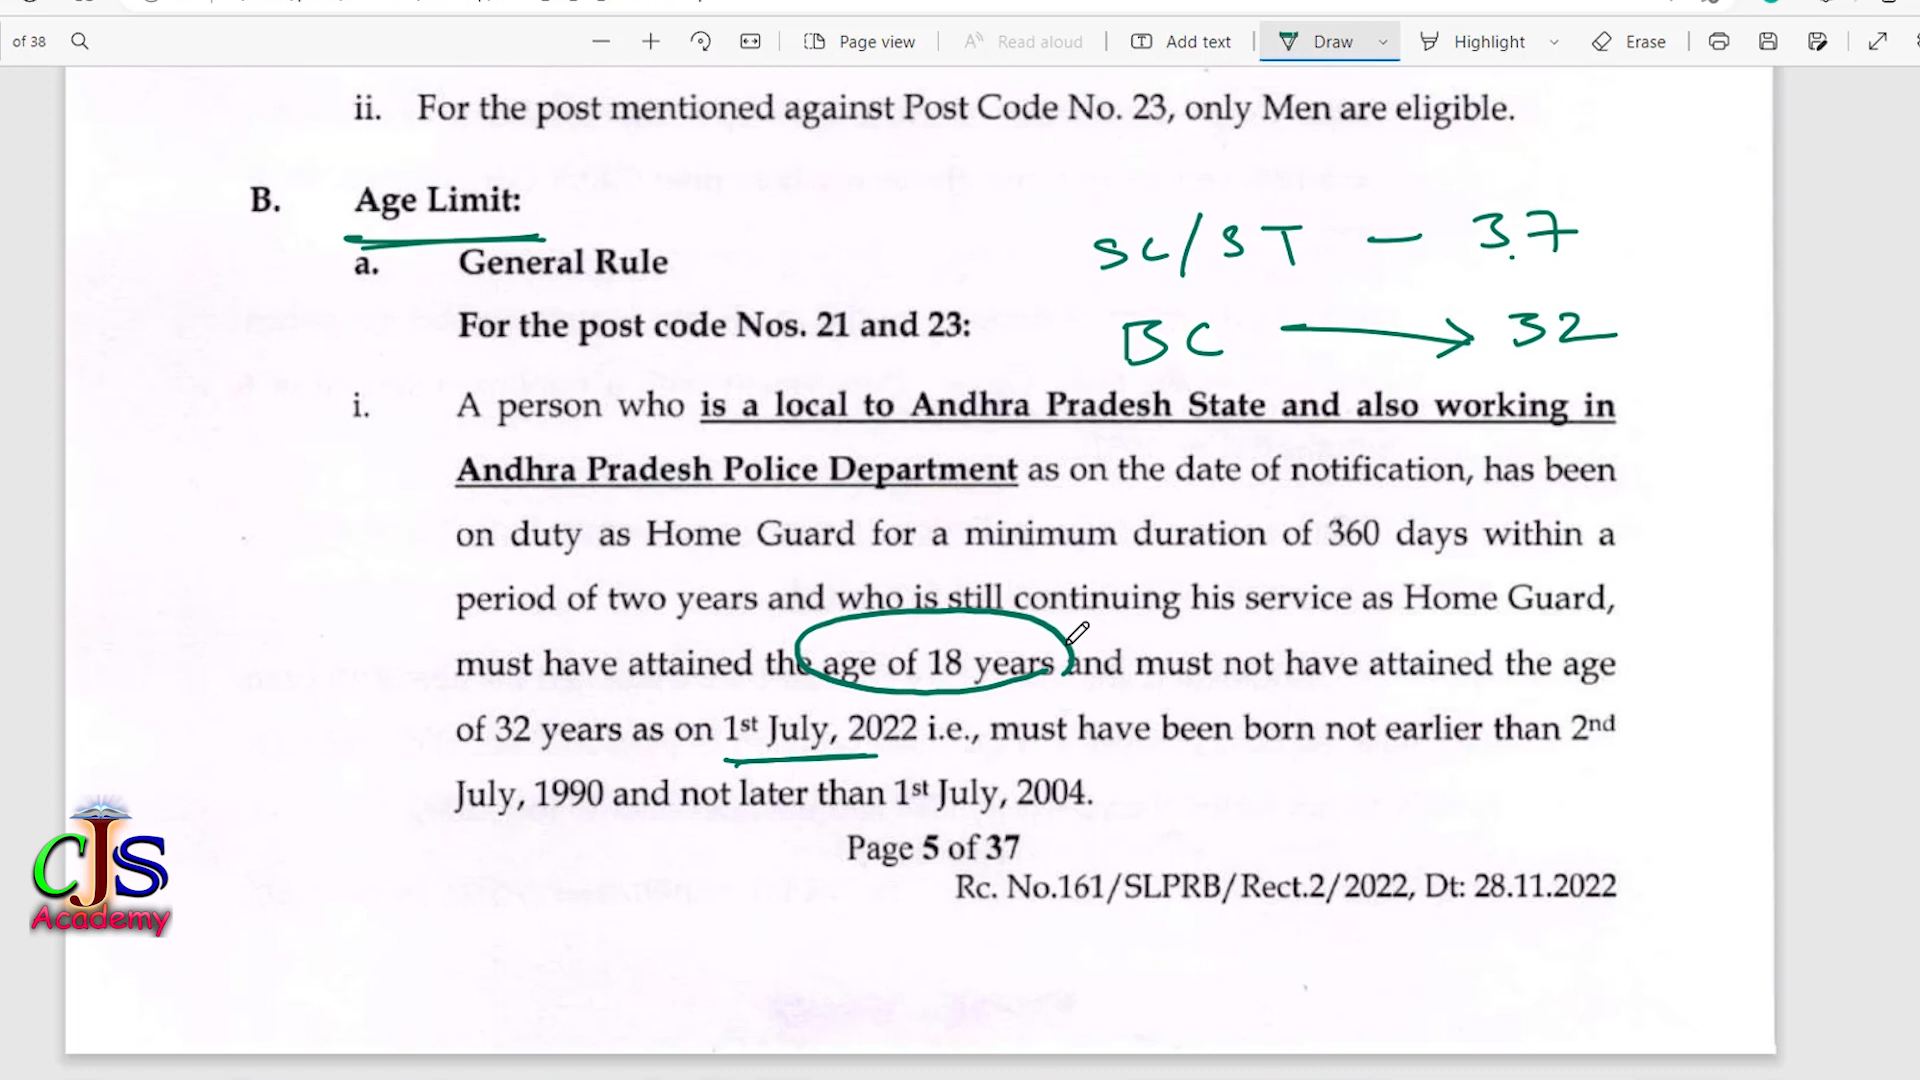 of 38
Page view
Read aloud
Add text
Draw
Highlight
Erase
ii. For the post mentioned against Post Code No. 23, only Men are eligible.
B. Age Limit:
SC/ST – 37
a. General Rule
For the post code Nos. 21 and 23:
BC → 32
i. A person who is a local to Andhra Pradesh State and also working in
Andhra Pradesh Police Department as on the date of notification, has been
on duty as Home Guard for a minimum duration of 360 days within a
period of two years and who is still continuing his service as Home Guard,
must have attained the age of 18 years and must not have attained the age
of 32 years as on 1st July, 2022 i.e., must have been born not earlier than 2nd
July, 1990 and not later than 1st July, 2004.
Page 5 of 37
Rc. No.161/SLPRB/Rect.2/2022, Dt: 28.11.2022
CJS
Academy